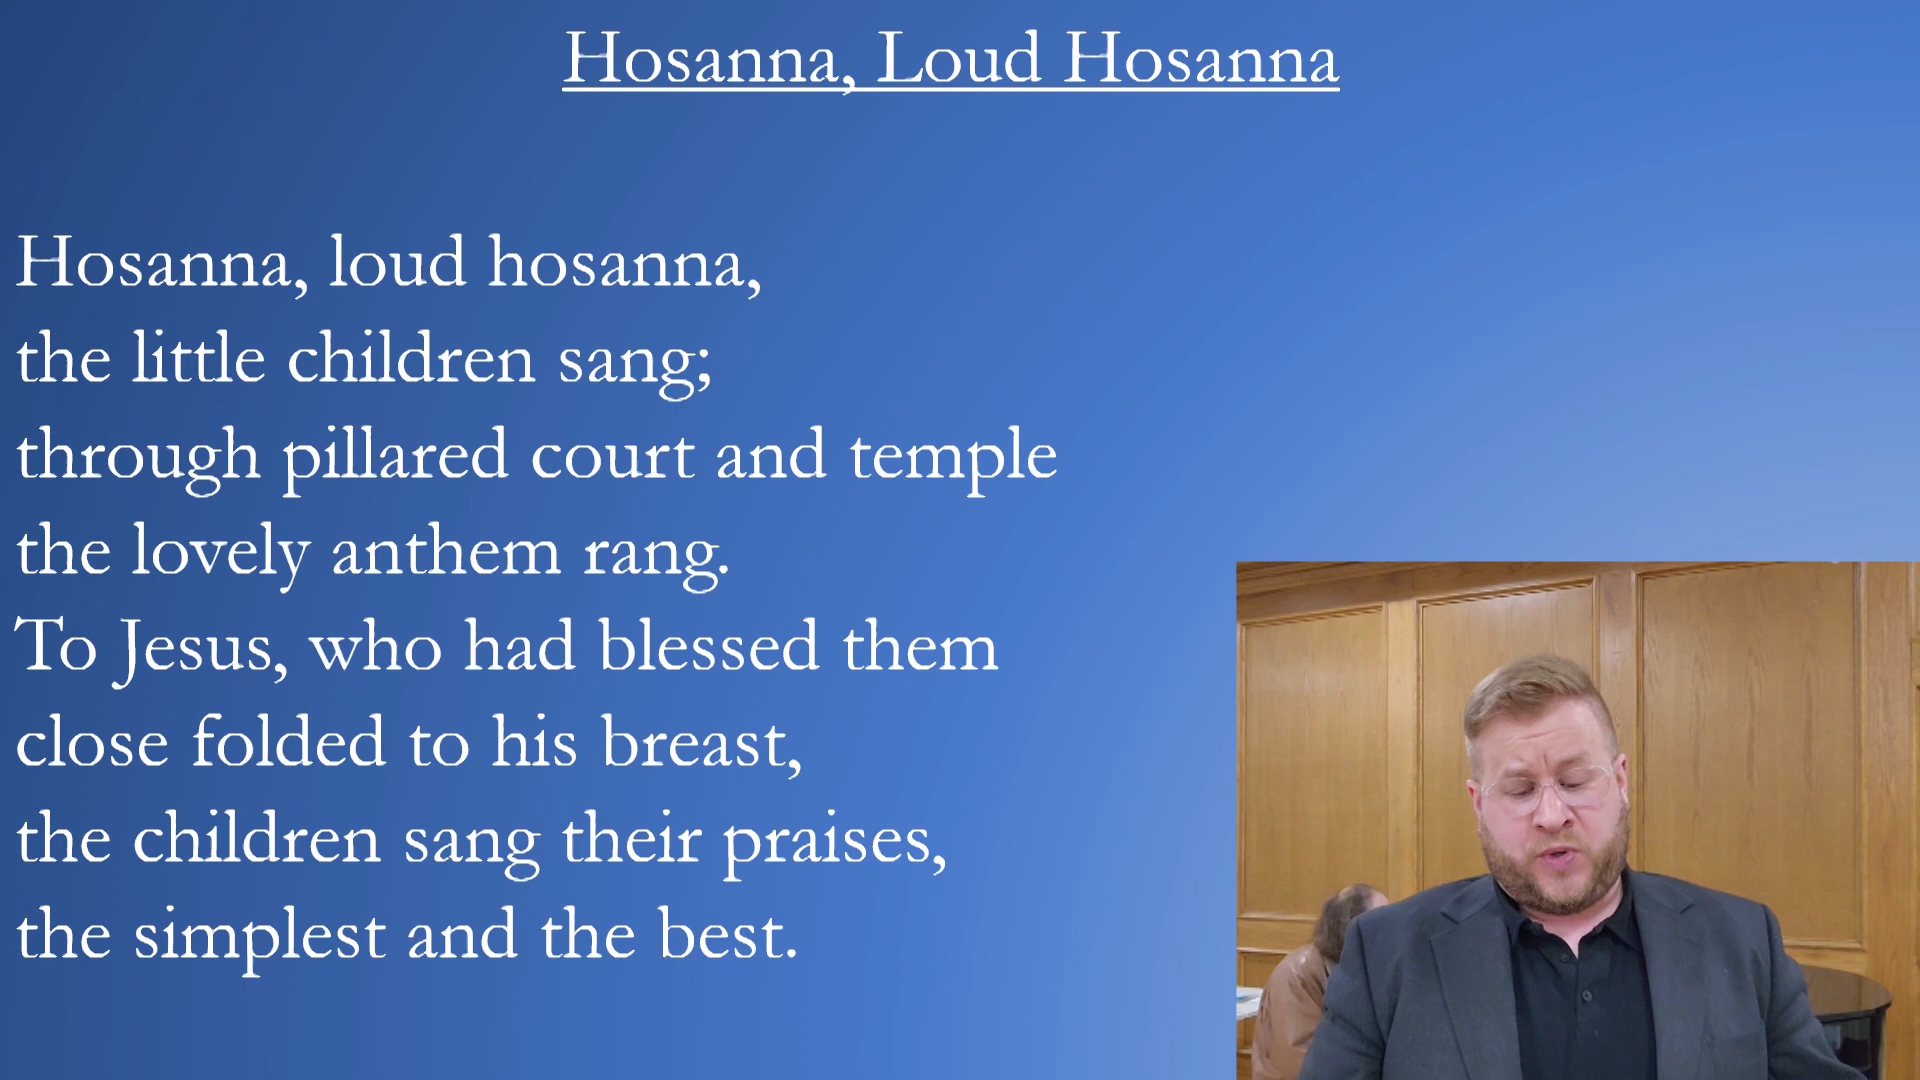 Hosanna, Loud Hosanna
Hosanna, loud hosanna,
the little children sang;
through pillared court and temple
the lovely anthem rang.
To Jesus, who had blessed them
close folded to his breast,
the children sang their praises,
the simplest and the best.